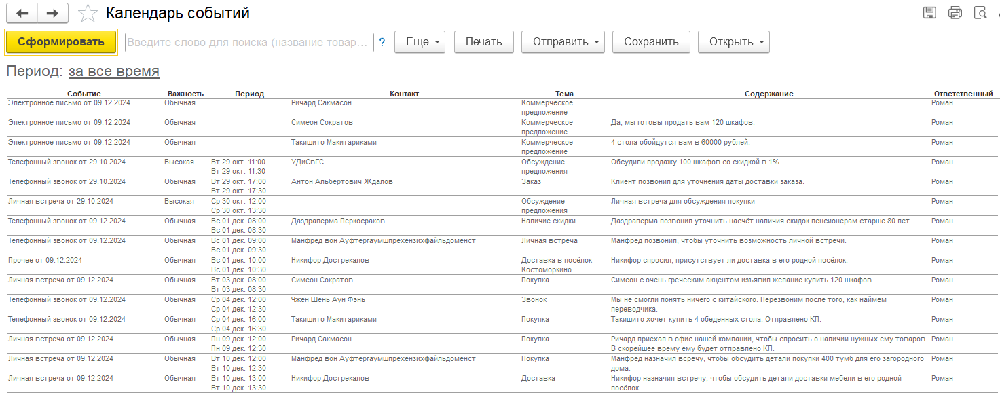 Календарь событий
Сформировать Введите слово для поиска (название товар... ? Еще Печать Отправить Сохранить Открыть
Период: за все время
Событие Важность Период Контакт Тема Содержание Ответственный
Электронное письмо от 09.12.2024 Обычная Ричард Сакмасон Коммерческое Роман
предложение
Электронное письмо от 09.12.2024 Обычная Симеон Сократов Коммерческое Да, мы готовы продать вам 120 шкафов. Роман
предложение
Электронное письмо от 09.12.2024 Обычная Такишито Макитариками Коммерческое 4 стола обойдутся вам в 60000 рублей. Роман
предложение
Телефонный звонок от 29.10.2024 Высокая Вт 29 окт. 11:00 УДиСвГС Обсуждение Обсудили продажу 100 шкафов со скидкой в 1% Роман
Вт 29 окт. 11:30 предложения
Телефонный звонок от 29.10.2024 Обычная Вт 29 окт. 17:00 Антон Альбертович Ждалов Заказ Клиент позвонил для уточнения даты доставки заказа. Роман
Вт 29 окт. 17:30
Личная встреча от 29.10.2024 Высокая Ср 30 окт. 12:00 Обсуждение Личная встреча для обсуждения покупки Роман
Ср 30 окт. 13:30 предложения
Телефонный звонок от 09.12.2024 Обычная Вс 01 дек. 08:00 Даздраперма Перкосраков Наличие скидки Даздраперма позвонил уточнить насчёт наличия скидок пенсионерам старше 80 лет. Роман
Вс 01 дек. 08:30
Телефонный звонок от 09.12.2024 Обычная Вс 01 дек. 09:00 Манфред вон Ауфтергаумшпрехензихфайльдоменст Личная встреча Манфред позвонил, чтобы уточнить возможность личной встречи. Роман
Вс 01 дек. 09:30
Прочее от 09.12.2024 Обычная Вс 01 дек. 10:00 Никифор Дострекалов Доставка в посёлок Никифор спросил, присутствует ли доставка в его родной посёлок. Роман
Вс 01 дек. 10:30 Костоморкино
Личная встреча от 09.12.2024 Обычная Вт 03 дек. 08:00 Симеон Сократов Покупка Симеон с очень греческим акцентом изъявил желание купить 120 шкафов. Роман
Вт 03 дек. 08:30
Телефонный звонок от 09.12.2024 Обычная Ср 04 дек. 12:00 Чжен Шень Аун Фэнь Звонок Мы не смогли понять ничего с китайского. Перезвоним после того, как наймём Роман
Ср 04 дек. 12:30 переводчика.
Телефонный звонок от 09.12.2024 Обычная Ср 04 дек. 16:00 Такишито Макитариками Покупка Такишито хочет купить 4 обеденных стола. Отправлено КП. Роман
Ср 04 дек. 16:30
Личная встреча от 09.12.2024 Обычная Пн 09 дек. 12:00 Ричард Сакмасон Покупка Ричард приехал в офис нашей компании, чтобы спросить о наличии нужных ему товаров. Роман
Пн 09 дек. 12:30 В скорейшее время ему будет отправлено КП.
Личная встреча от 09.12.2024 Обычная Вт 10 дек. 12:00 Манфред вон Ауфтергаумшпрехензихфайльдоменст Покупка Манфред назначил всречу, чтобы обсудить детали покупки 400 тумб для его загородного Роман
Вт 10 дек. 12:30 дома.
Личная встреча от 09.12.2024 Обычная Вт 10 дек. 13:00 Никифор Дострекалов Доставка Никифор назначил встречу, чтобы обсудить детали доставки мебели в его родной Роман
Вт 10 дек. 13:30 посёлок.